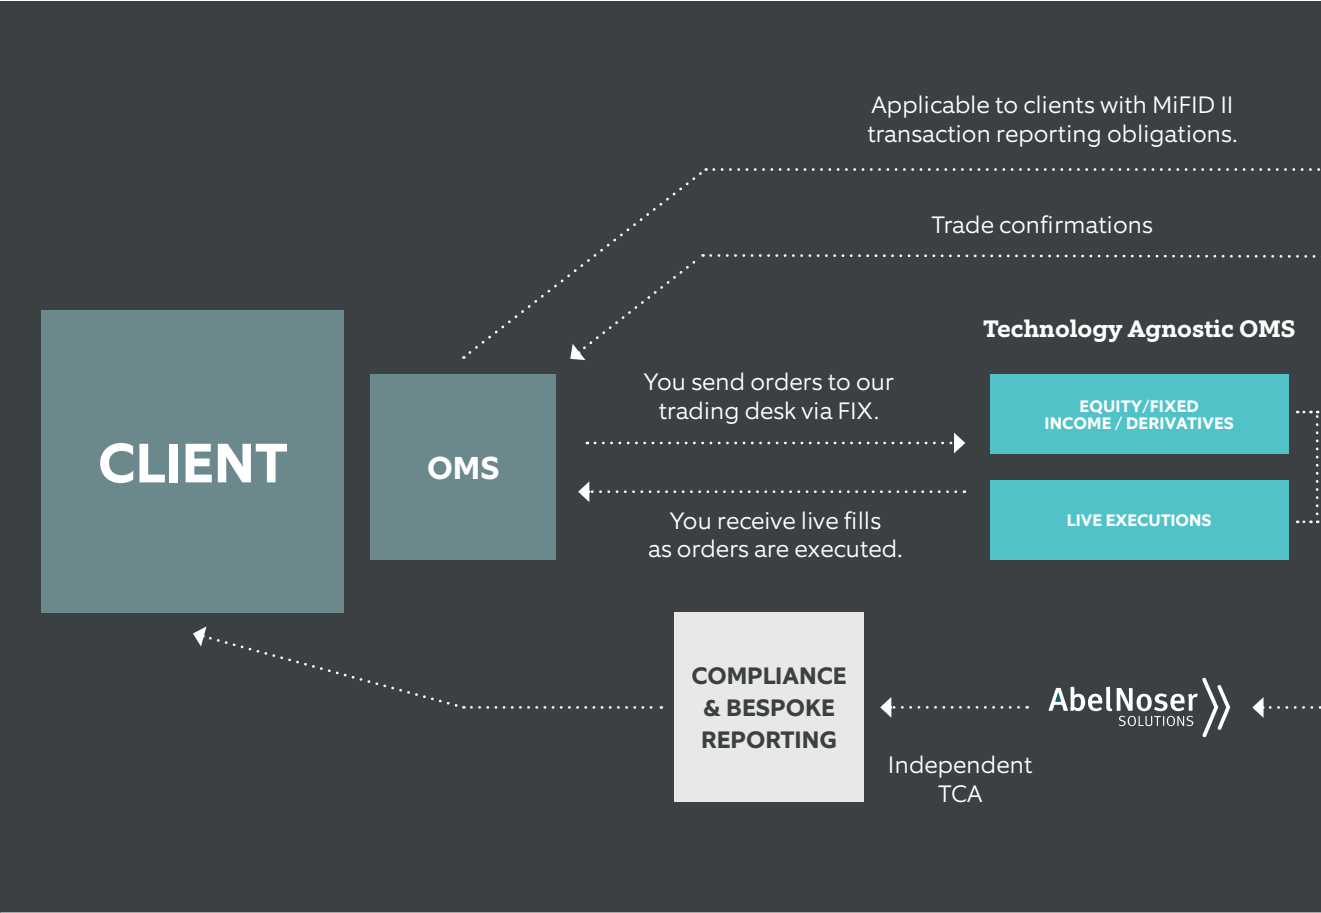 Applicable to clients with MiFID II
transaction reporting obligations.
Trade confirmations
Technology Agnostic OMS
You send orders to our
trading desk via FIX.
EQUITY/FIXED
INCOME / DERIVATIVES
CLIENT
OMS
You receive live fills
as orders are executed.
LIVE EXECUTIONS
COMPLIANCE
& BESPOKE
REPORTING
AbelNoser
SOLUTIONS
Independent
TCA